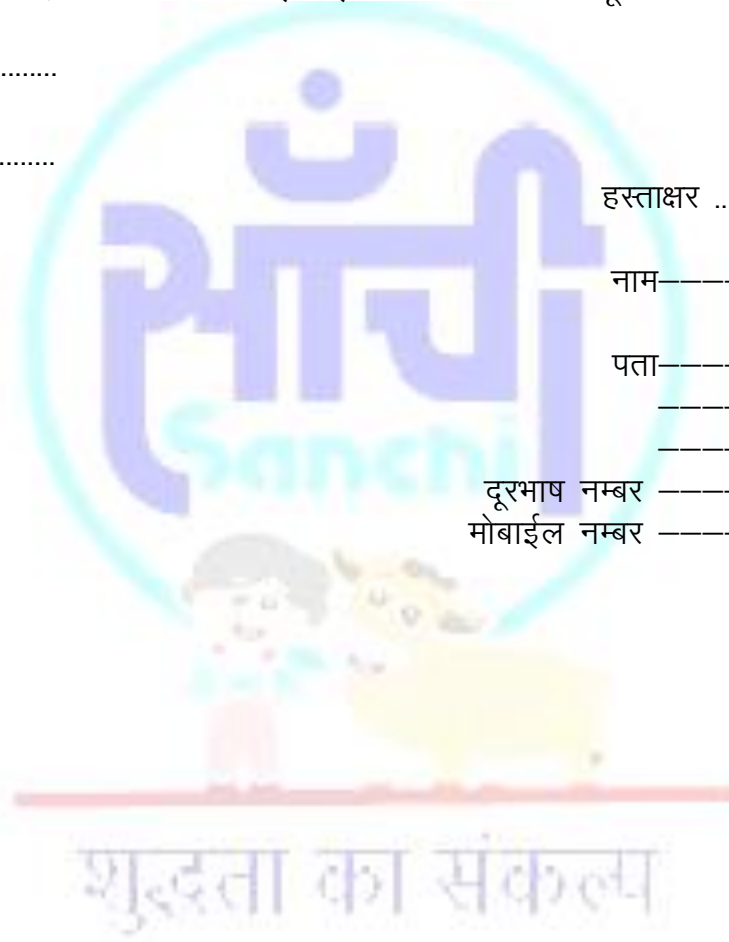 ........
........
हस्ताक्षर ..
नाम––––
पता––––
––––
––––
दूरभाष नम्बर ––––
मोबाईल नम्बर ––––
साँची
Sanchi
शुद्धता का संकल्प